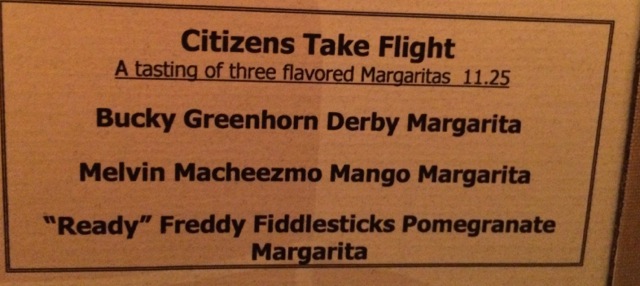 Citizens Take Flight
A tasting of three flavored Margaritas 11.25
Bucky Greenhorn Derby Margarita
Melvin Macheezmo Mango Margarita
“Ready” Freddy Fiddlesticks Pomegranate
Margarita